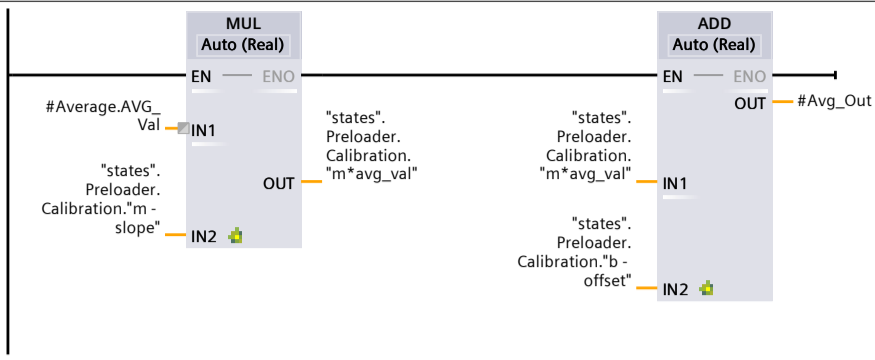 MUL
Auto (Real)
EN
ENO
#Average.AVG_
Val
IN1
"states".
Preloader.
Calibration."m -
slope"
IN2
OUT
"states".
Preloader.
Calibration.
"m*avg_val"
ADD
Auto (Real)
EN
ENO
OUT
#Avg_Out
"states".
Preloader.
Calibration.
"m*avg_val"
IN1
"states".
Preloader.
Calibration."b -
offset"
IN2